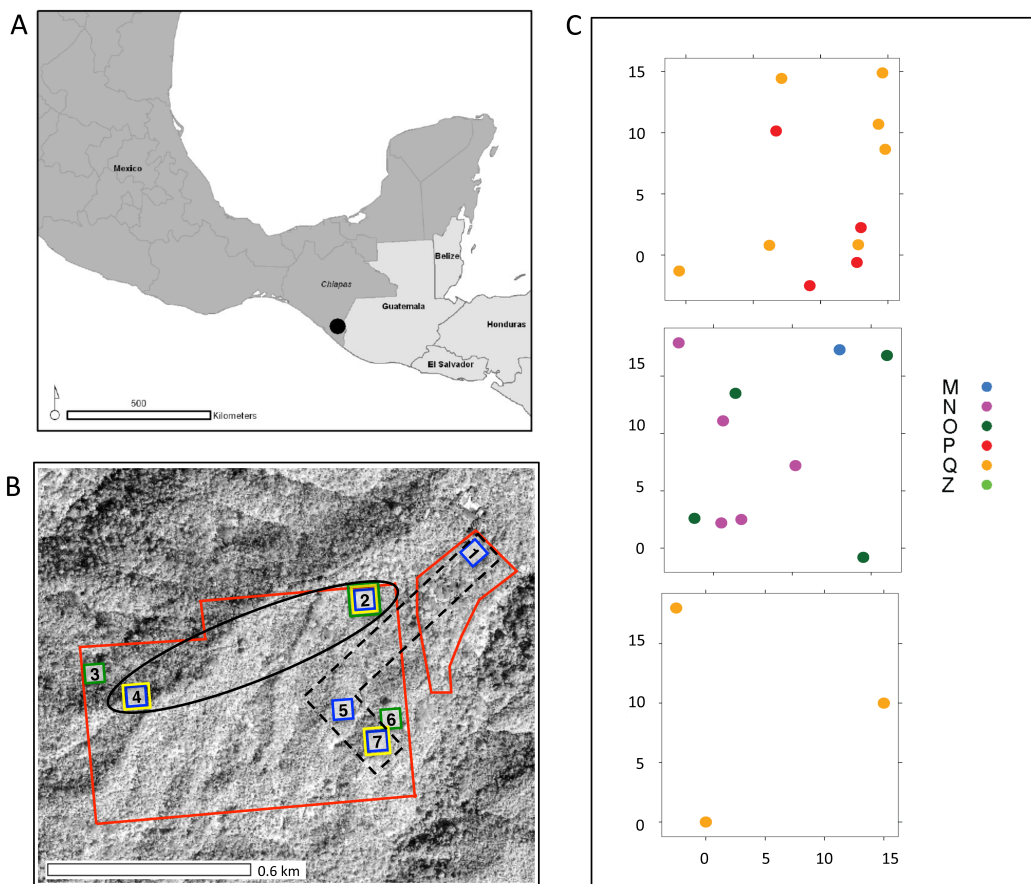 A
Mexico
Chiapas
Belize
Guatemala
Honduras
El Salvador
500
Kilometers
B
1
2
3
4
5
6
7
0.6 km
C
15
10
5
0
15
10
5
0
M
N
O
P
Q
Z
15
10
5
0
0 5 10 15